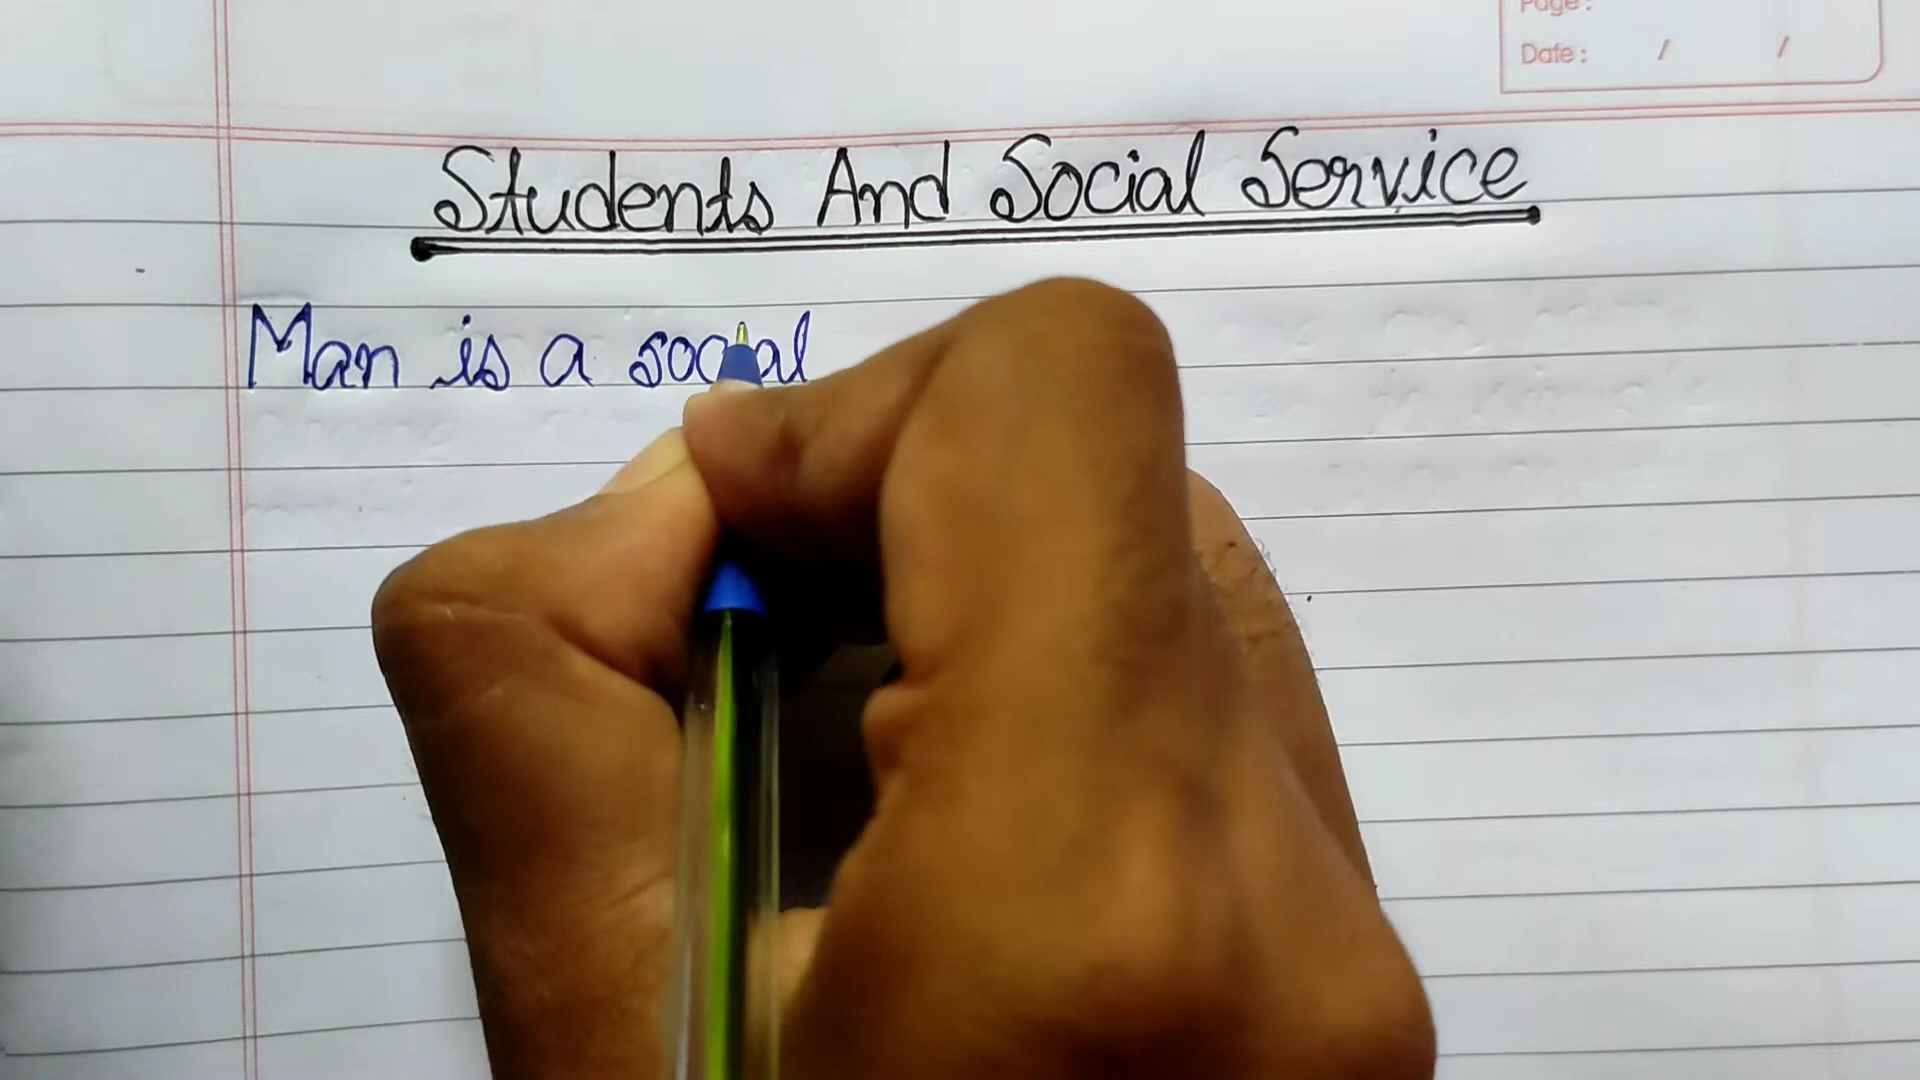 Page:
Date: / /
Students And Social Service
Man is a social